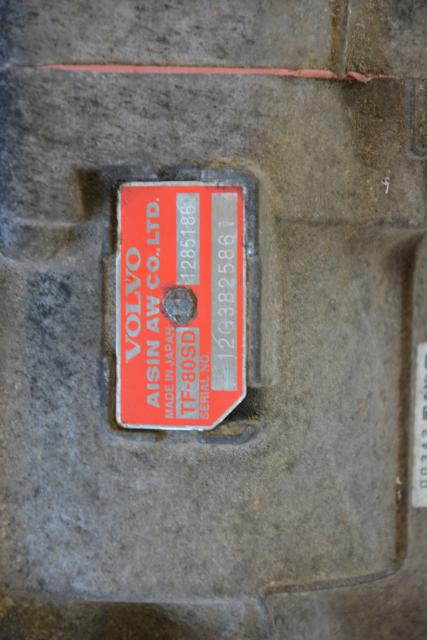 VOLVO
AISIN AW CO., LTD.
MADE IN JAPAN
TF-80SD 1285186
SERIAL NO.
12G3B25861